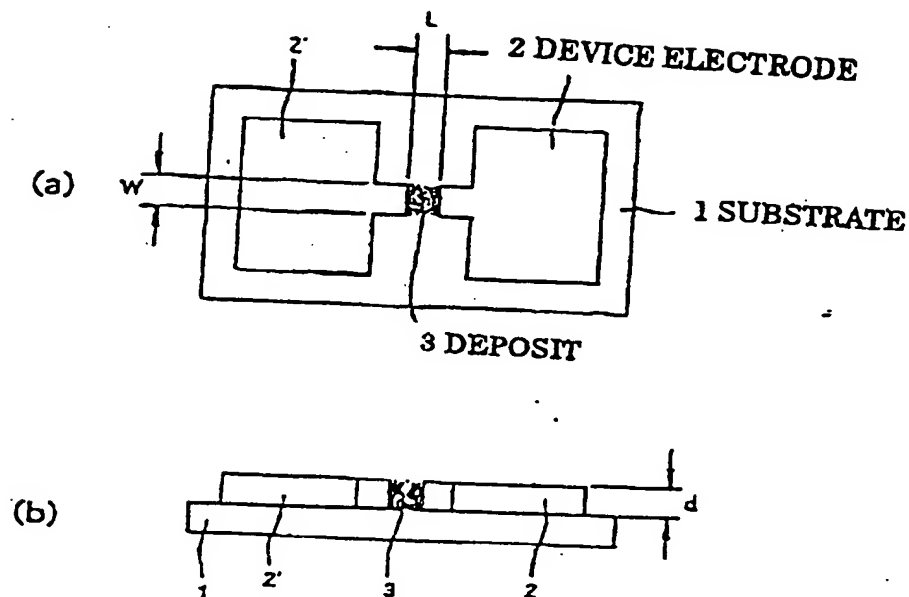 L
2'
2 DEVICE ELECTRODE
(a)
W
1 SUBSTRATE
3 DEPOSIT
(b)
d
1
2'
3
2